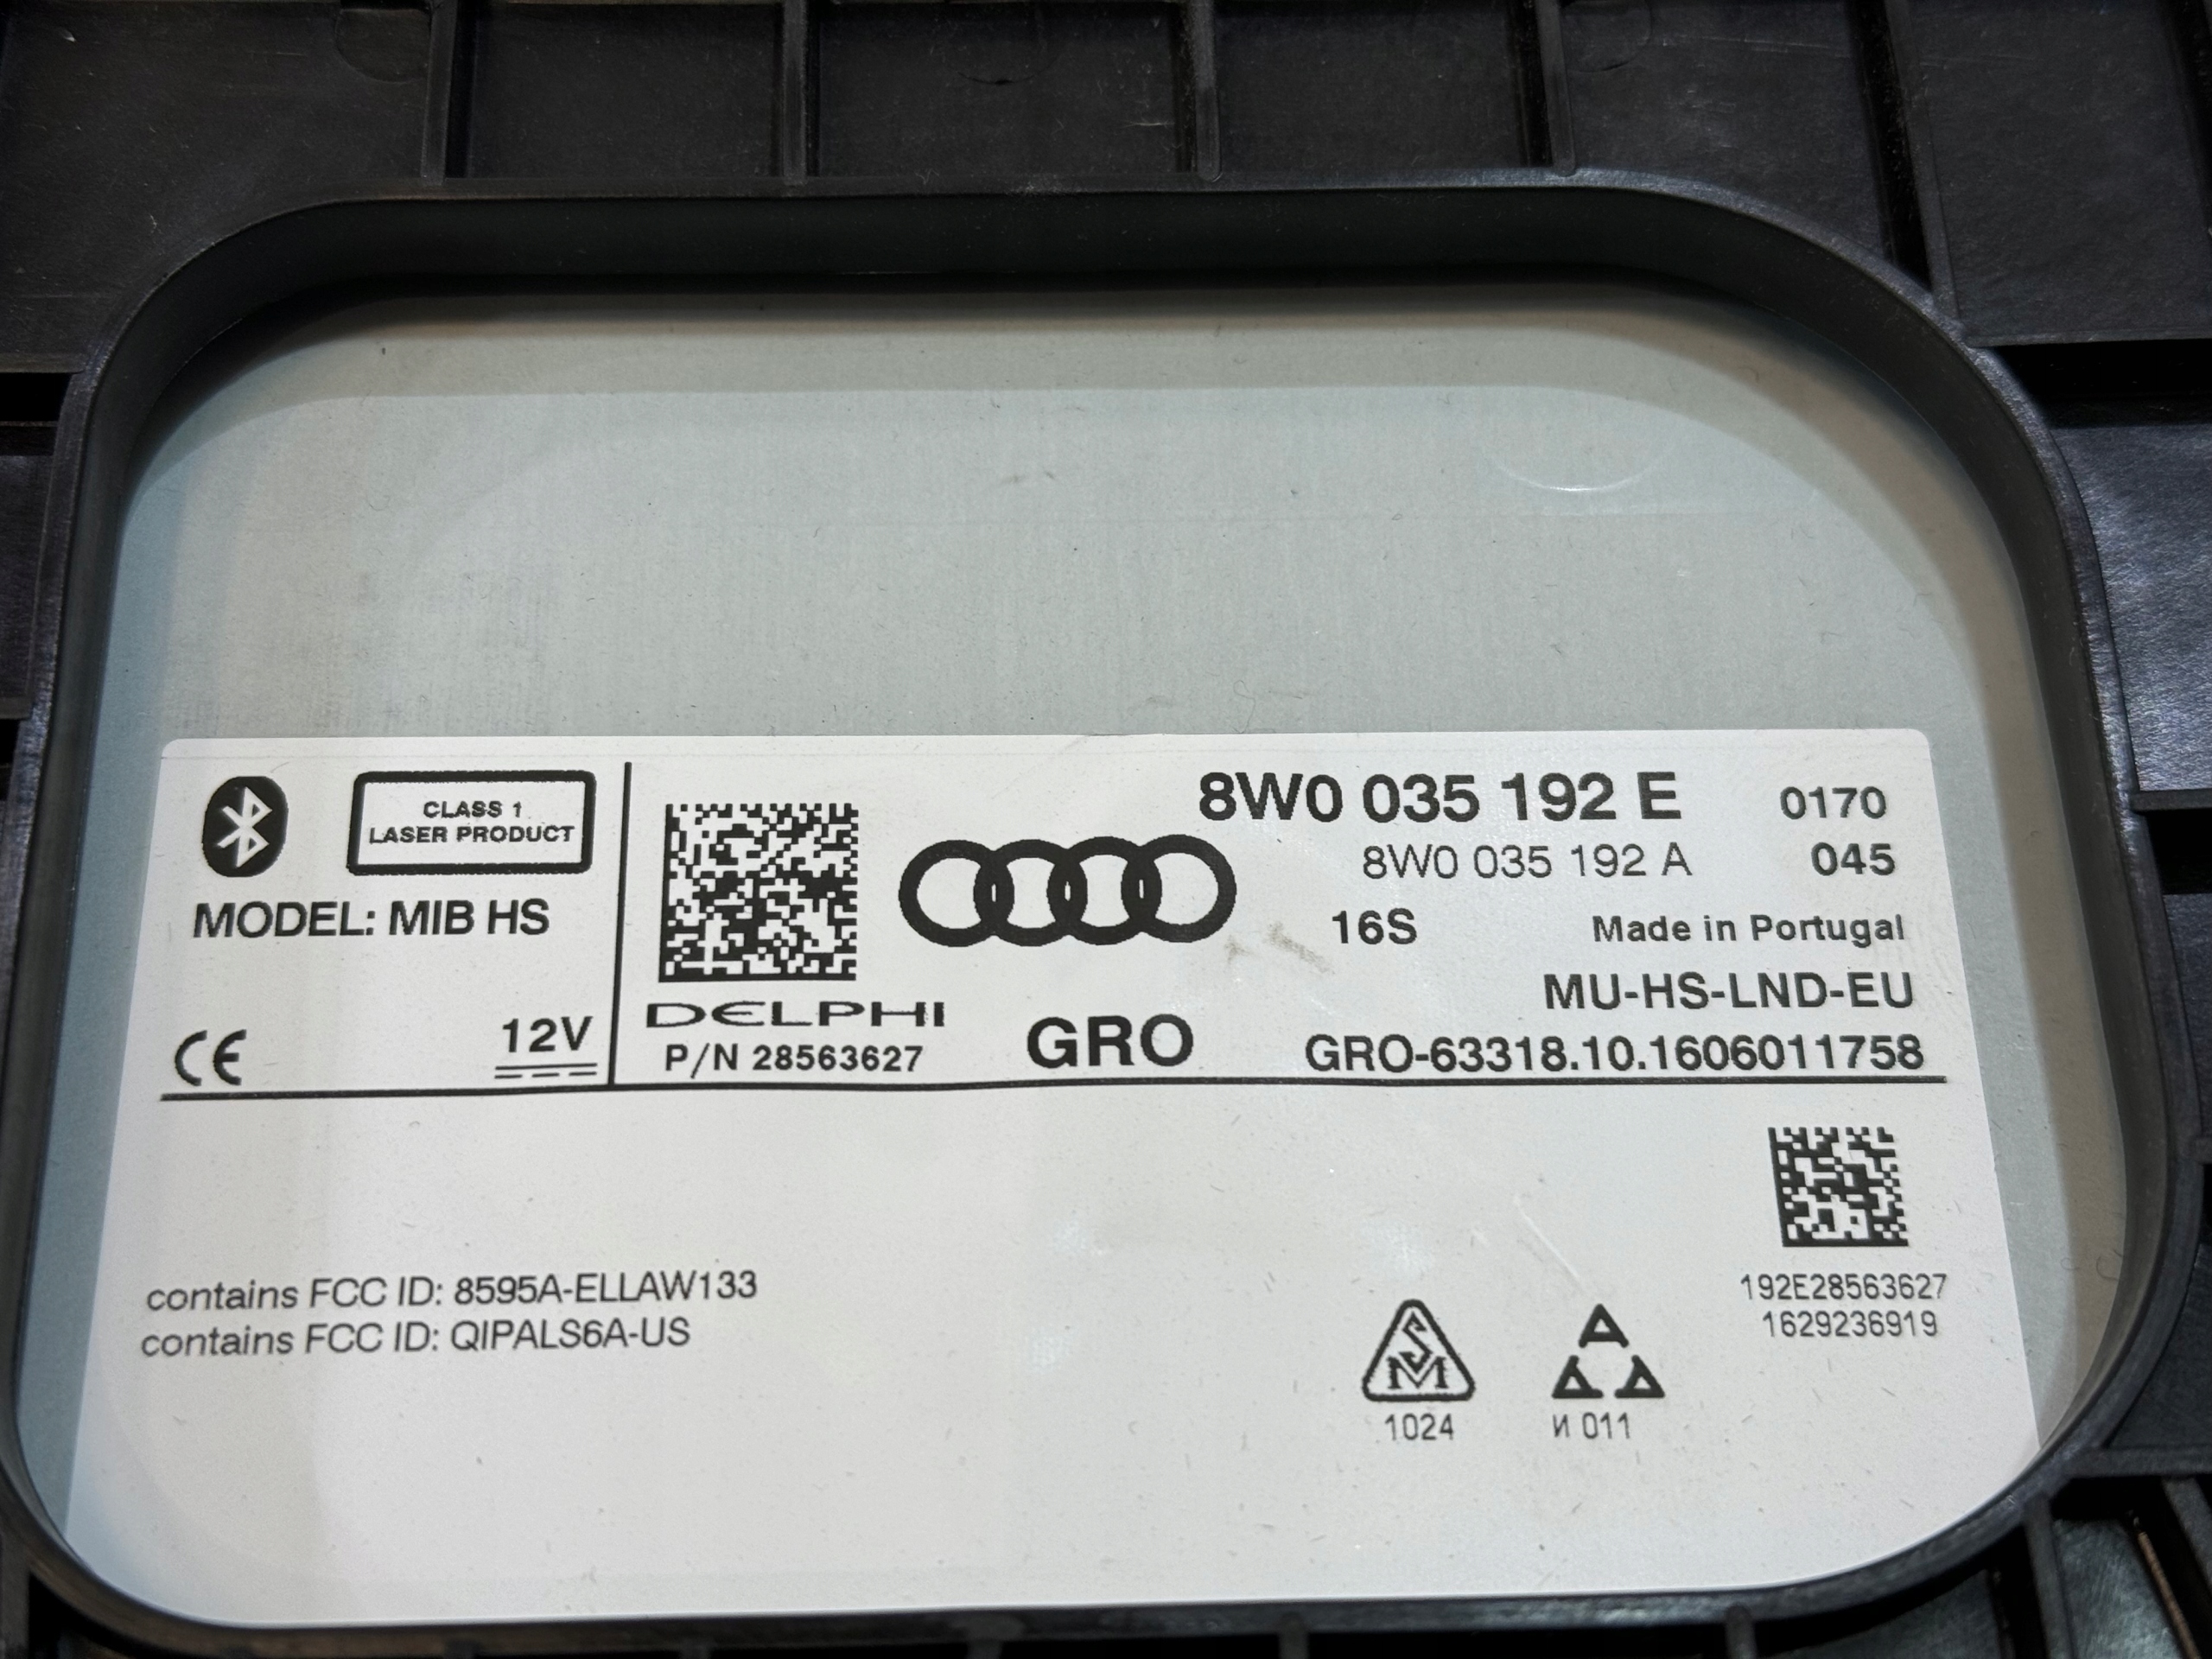 CLASS 1
LASER PRODUCT
MODEL: MIB HS
CE
12V
DELPHI
P/N 28563627
GRO
8W0 035 192 E 0170
8W0 035 192 A 045
16S Made in Portugal
MU-HS-LND-EU
GRO-63318.10.1606011758
contains FCC ID: 8595A-ELLAW133
contains FCC ID: QIPALS6A-US
192E28563627
1629236919
SM
1024
A
A A
И 011